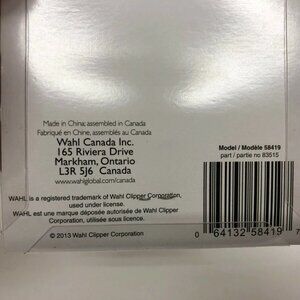 Made in China; assembled in Canada
Fabriqué en Chine, assemblés au Canada
Wahl Canada Inc.
165 Riviera Drive
Markham, Ontario
L3R 5J6 Canada
www.wahlglobal.com/canada
Model / Modèle 58419
part / partie no 83515
WAHL is a registered trademark of Wahl Clipper Corporation,
used under license.
WAHL est une marque déposée autorisée de Wahl Clipper
Corporation, utilisée sous licence.
© 2013 Wahl Clipper Corporation
0 64132 58419 7